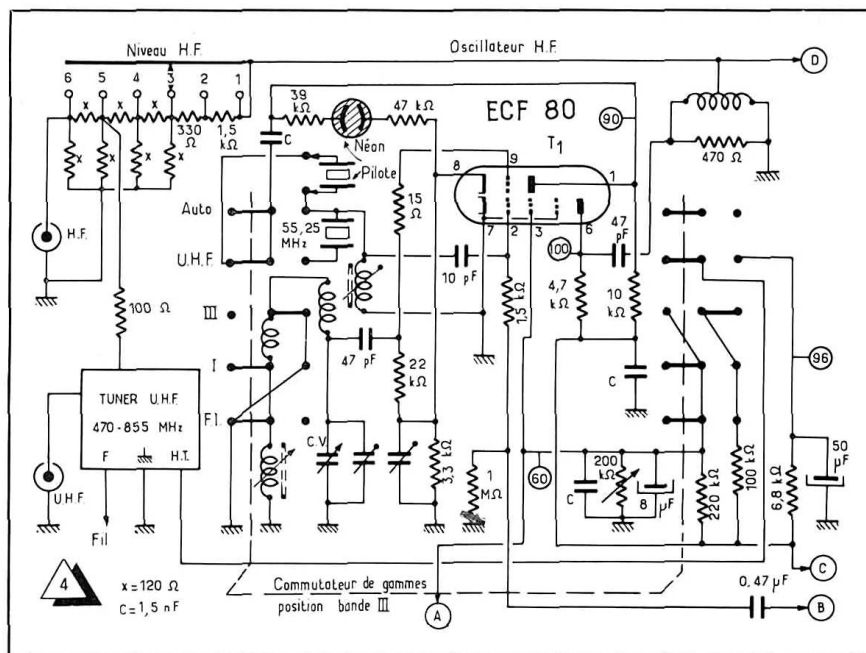 Niveau H.F.
Oscillateur H.F.
D
6 5 4 3 2 1
x x x
330 Ω
1,5 kΩ
x x x x
39 kΩ
Néon
47 kΩ
ECF 80
T1
90
470 Ω
C
Pilote
8 9 1
7 2 3 6
15 Ω
100
47 pF
H.F.
Auto
U.H.F.
III
I
F.I.
55,25 MHz
10 pF
1,5 kΩ
4,7 kΩ
10 kΩ
100 Ω
47 pF
22 kΩ
C
96
TUNER U.H.F.
470-855 MHz
F H.T.
U.H.F.
Fil
C.V.
3,3 kΩ
1 MΩ
60
C
200 kΩ
8 µF
220 kΩ
100 kΩ
6,8 kΩ
50 µF
4
x = 120 Ω
C = 1,5 nF
Commutateur de gammes
position bande III
A
0,47 µF
C
B